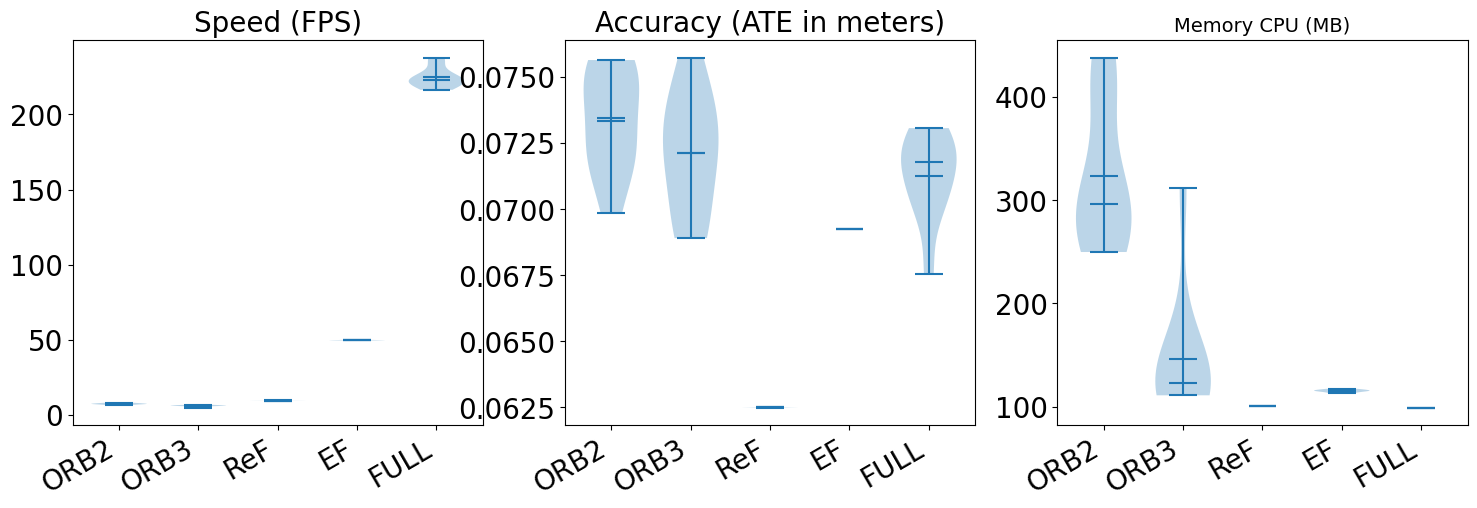 Speed (FPS)
200
150
100
50
0
ORB2
ORB3
ReF
EF
FULL
Accuracy (ATE in meters)
0.0750
0.0725
0.0700
0.0675
0.0650
0.0625
ORB2
ORB3
ReF
EF
FULL
Memory CPU (MB)
400
300
200
100
ORB2
ORB3
ReF
EF
FULL